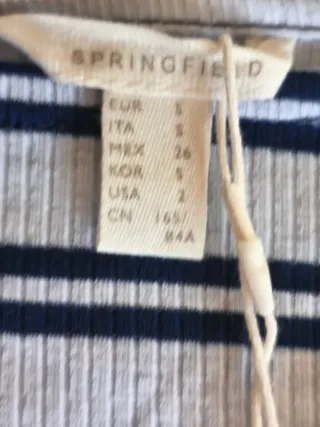 SPRINGFIELD
EUR S
ITA S
MEX 26
KOR S
USA 2
CN 165/
84A